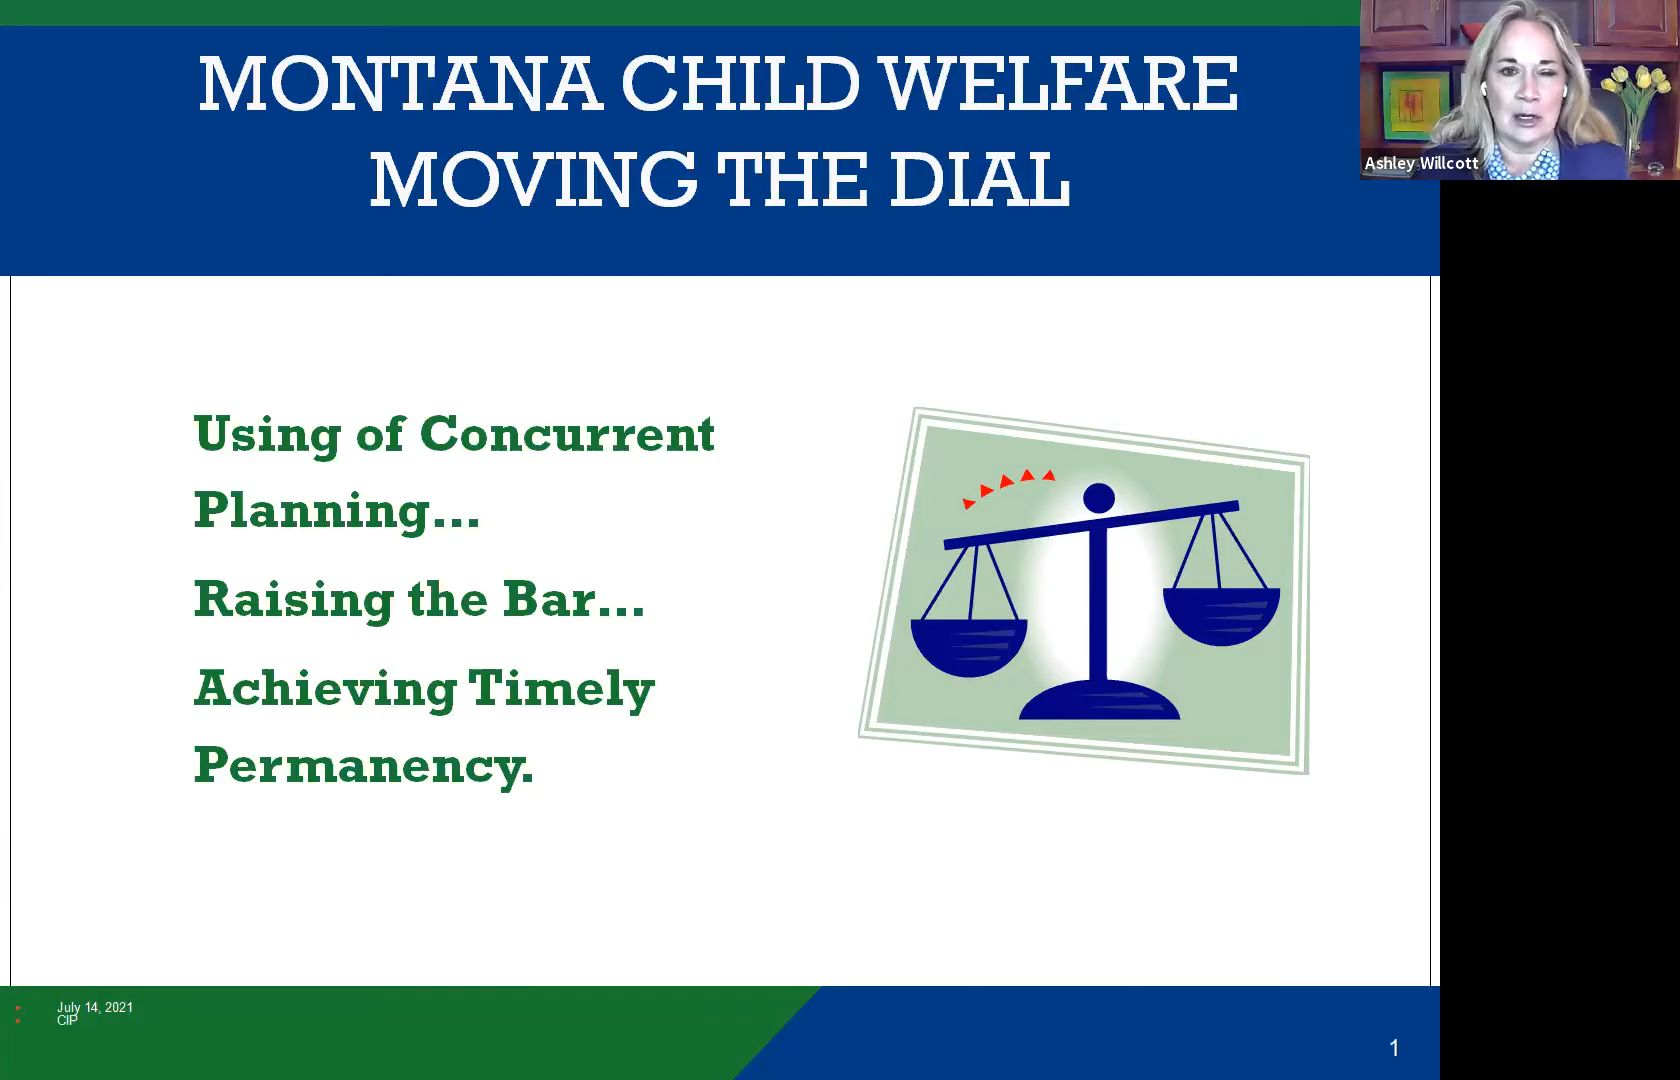 MONTANA CHILD WELFARE
MOVING THE DIAL
Ashley Willcott
Using of Concurrent
Planning...
Raising the Bar...
Achieving Timely
Permanency.
July 14, 2021
CIP
1